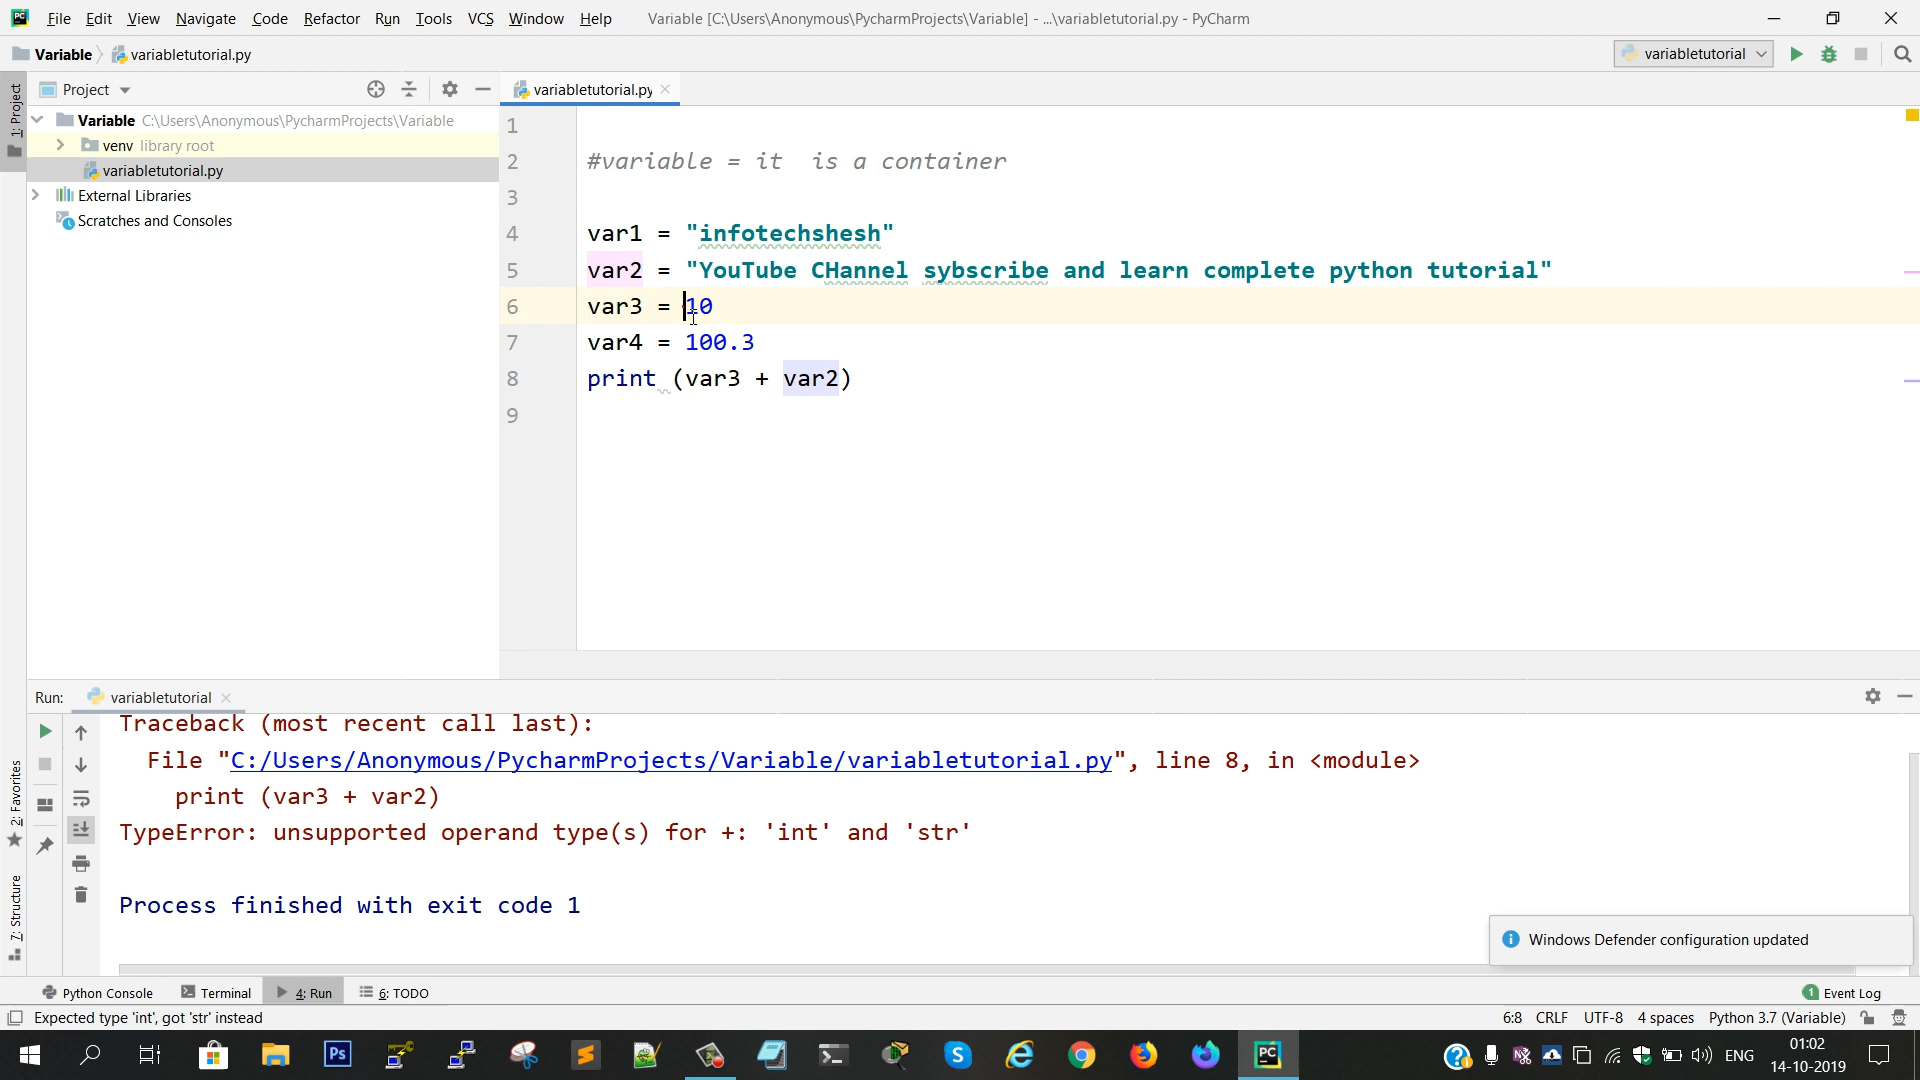 File Edit View Navigate Code Refactor Run Tools VCS Window Help Variable [C:\Users\Anonymous\PycharmProjects\Variable] - ...\variabletutorial.py - PyCharm
Variable variabletutorial.py variabletutorial
1: Project
Project
Variable C:\Users\Anonymous\PycharmProjects\Variable
venv library root
variabletutorial.py
External Libraries
Scratches and Consoles
variabletutorial.py
1
2 #variable = it  is a container
3
4 var1 = "infotechshesh"
5 var2 = "YouTube CHannel sybscribe and learn complete python tutorial"
6 var3 = 10
7 var4 = 100.3
8 print (var3 + var2)
9
Run: variabletutorial
Traceback (most recent call last):
File "C:/Users/Anonymous/PycharmProjects/Variable/variabletutorial.py", line 8, in <module>
print (var3 + var2)
TypeError: unsupported operand type(s) for +: 'int' and 'str'
Process finished with exit code 1
2: Favorites
7: Structure
Windows Defender configuration updated
Python Console Terminal 4: Run 6: TODO 1 Event Log
Expected type 'int', got 'str' instead 6:8 CRLF UTF-8 4 spaces Python 3.7 (Variable)
Ps PC ENG 01:02
14-10-2019